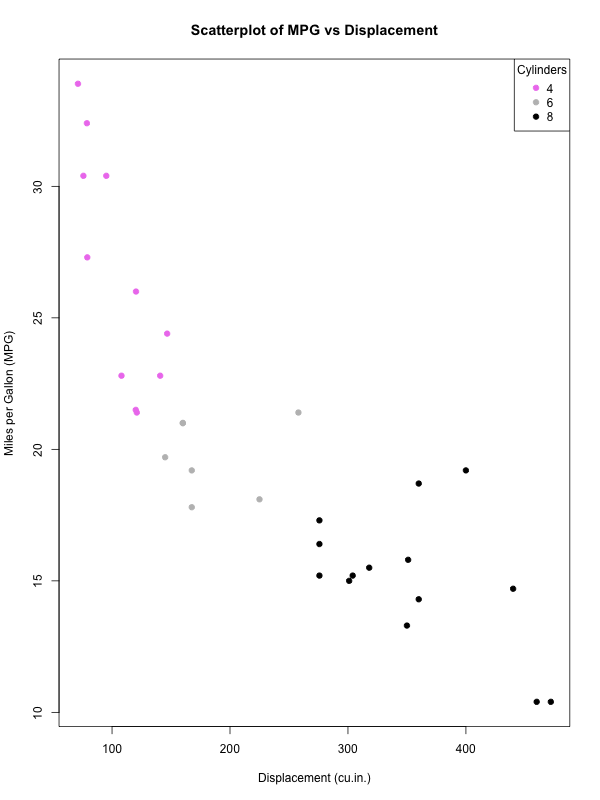 Scatterplot of MPG vs Displacement
Cylinders
4
6
8
Miles per Gallon (MPG)
30
25
20
15
10
100 200 300 400
Displacement (cu.in.)